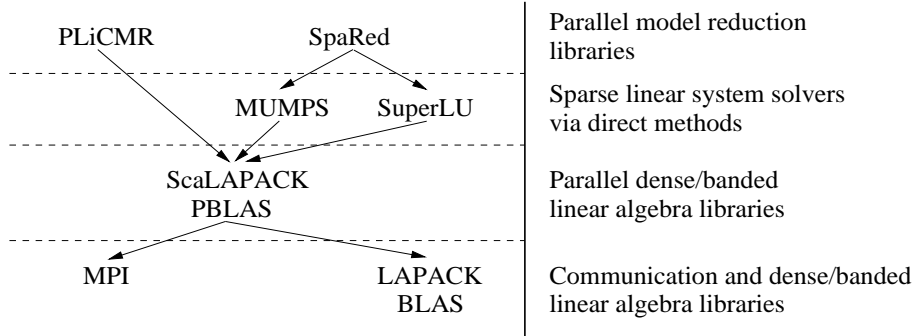 PLiCMR SpaRed Parallel model reduction
libraries
MUMPS SuperLU Sparse linear system solvers
via direct methods
ScaLAPACK Parallel dense/banded
PBLAS linear algebra libraries
MPI LAPACK Communication and dense/banded
BLAS linear algebra libraries